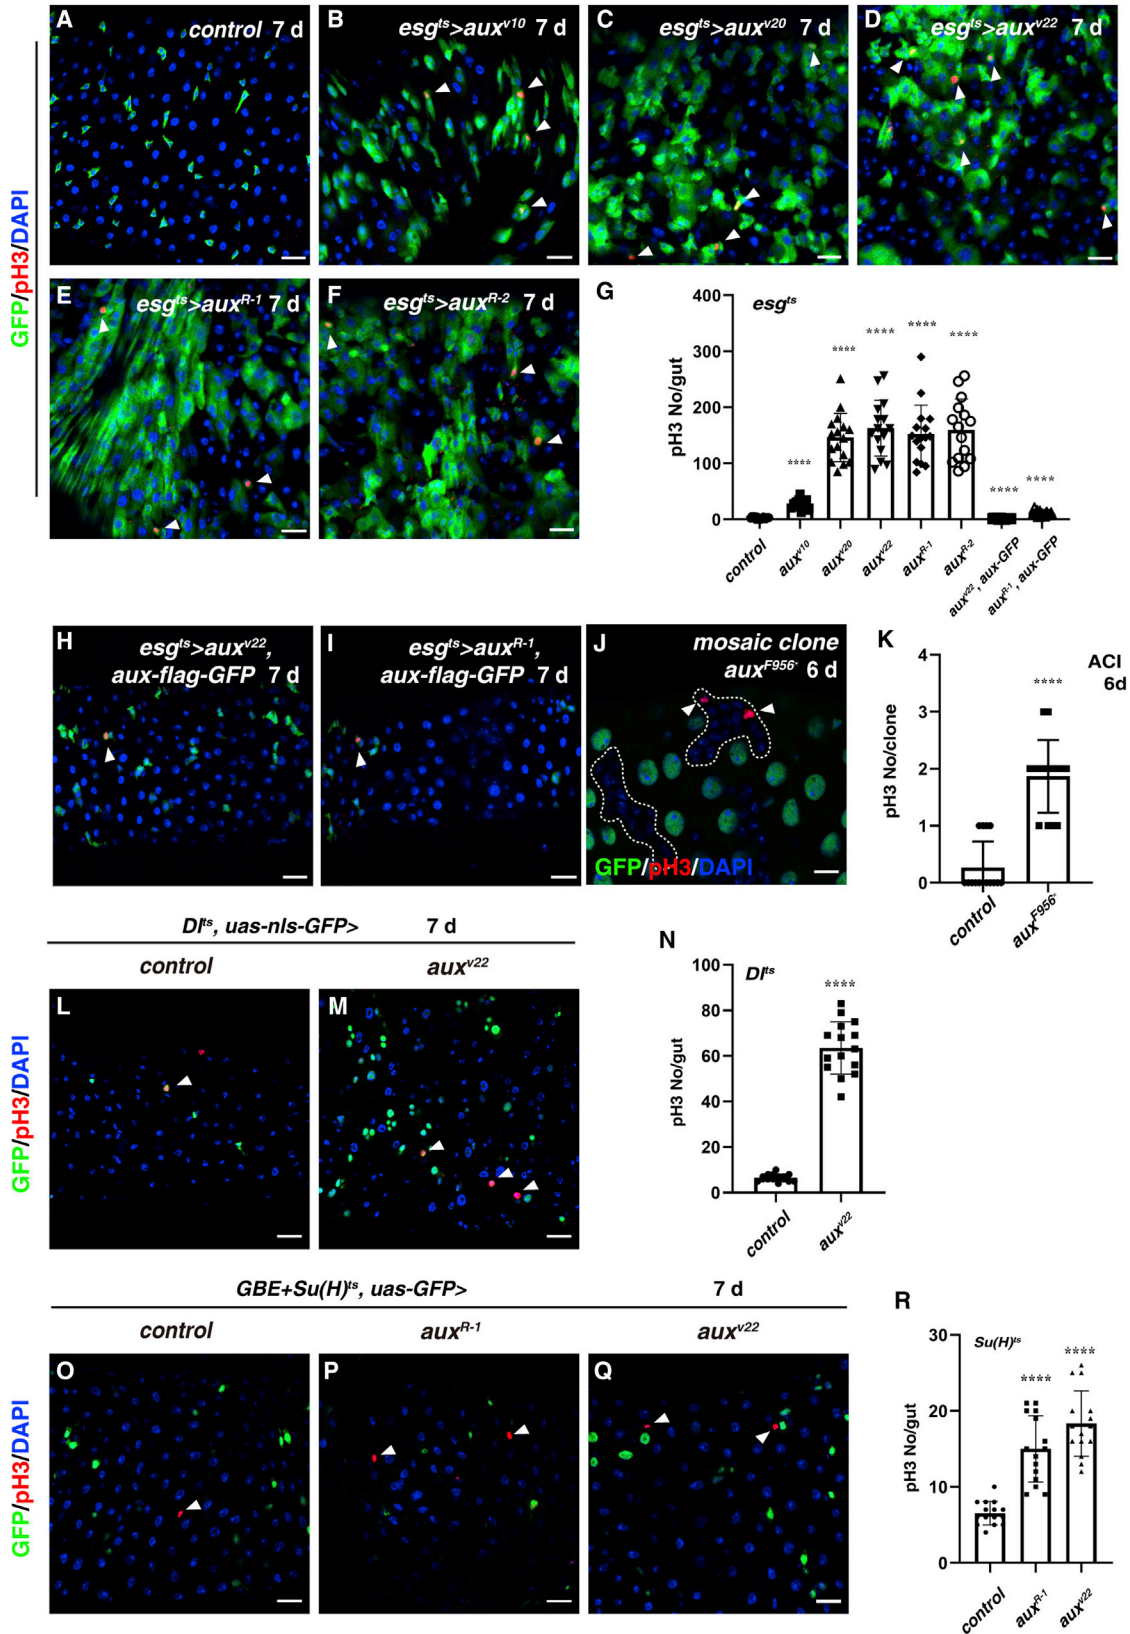 GFP/pH3/DAPI
A
control 7 d
B
esgᵗˢ>auxᵛ¹⁰ 7 d
C
esgᵗˢ>auxᵛ²⁰ 7 d
D
esgᵗˢ>auxᵛ²² 7 d
E
esgᵗˢ>auxᴿ⁻¹ 7 d
F
esgᵗˢ>auxᴿ⁻² 7 d
G
esgᵗˢ
pH3 No/gut
400
300
200
100
0
****
****
****
****
****
****
****
control
auxᵛ¹⁰
auxᵛ²⁰
auxᵛ²²
auxᴿ⁻¹
auxᴿ⁻²
auxᵛ²², aux-GFP
auxᴿ⁻¹, aux-GFP
H
esgᵗˢ>auxᵛ²²,
aux-flag-GFP 7 d
I
esgᵗˢ>auxᴿ⁻¹,
aux-flag-GFP 7 d
J
mosaic clone
aux^F956* 6 d
GFP/pH3/DAPI
K
ACI
6d
pH3 No/clone
4
3
2
1
0
****
control
aux^F956*
Dlᵗˢ, uas-nls-GFP> 7 d
control auxᵛ²²
GFP/pH3/DAPI
L
M
N
Dlᵗˢ
pH3 No/gut
100
80
60
40
20
0
****
control
auxᵛ²²
GBE+Su(H)ᵗˢ, uas-GFP> 7 d
control auxᴿ⁻¹ auxᵛ²²
GFP/pH3/DAPI
O
P
Q
R
Su(H)ᵗˢ
pH3 No/gut
30
20
10
0
****
****
control
auxᴿ⁻¹
auxᵛ²²